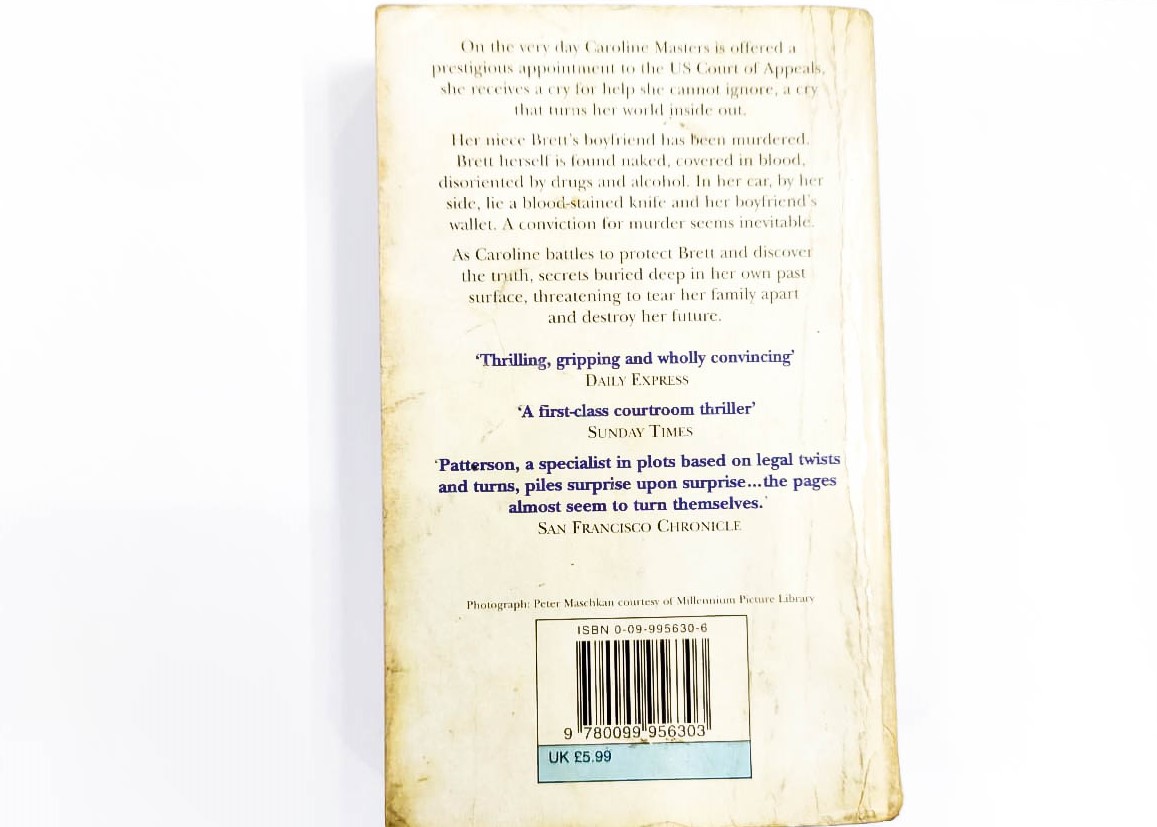 On the very day Caroline Masters is offered a
prestigious appointment to the US Court of Appeals,
she receives a cry for help she cannot ignore, a cry
that turns her world inside out.
Her niece Brett's boyfriend has been murdered.
Brett herself is found naked, covered in blood,
disoriented by drugs and alcohol. In her car, by her
side, lie a blood-stained knife and her boyfriend's
wallet. A conviction for murder seems inevitable.
As Caroline battles to protect Brett and discover
the truth, secrets buried deep in her own past
surface, threatening to tear her family apart
and destroy her future.
'Thrilling, gripping and wholly convincing'
DAILY EXPRESS
'A first-class courtroom thriller'
SUNDAY TIMES
'Patterson, a specialist in plots based on legal twists
and turns, piles surprise upon surprise...the pages
almost seem to turn themselves.'
SAN FRANCISCO CHRONICLE
Photograph: Peter Maschkan courtesy of Millennium Picture Library
ISBN 0-09-995630-6
9 780099 956303
UK £5.99